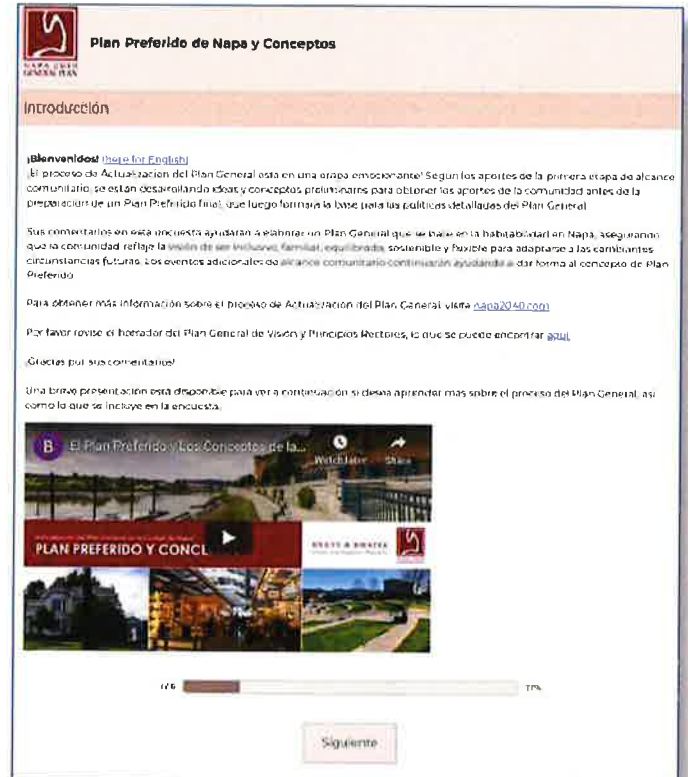 NAPA 2040
GENERAL PLAN
Plan Preferido de Napa y Conceptos
Introducción
¡Bienvenidos! (here for English)
¡El proceso de Actualización del Plan General está en una etapa emocionante! Según los aportes de la primera etapa de alcance
comunitario, se están desarrollando ideas y conceptos preliminares para obtener los aportes de la comunidad antes de la
preparación de un Plan Preferido final, que luego formará la base para las políticas detalladas del Plan General.
Sus comentarios en esta encuesta ayudarán a elaborar un Plan General que se base en la habitabilidad en Napa, asegurando
que la comunidad refleje la visión de ser inclusivo, familiar, equilibrado, sostenible y flexible para adaptarse a las cambiantes
circunstancias futuras. Los eventos adicionales de alcance comunitario continuarán ayudando a dar forma al concepto de Plan
Preferido.
Para obtener más información sobre el proceso de Actualización del Plan General, visite napa2040.com
Por favor revise el borrador del Plan General de Visión y Principios Rectores, lo que se puede encontrar aquí.
¡Gracias por sus comentarios!
Una breve presentación está disponible para ver a continuación si desea aprender más sobre el proceso del Plan General, así
como lo que se incluye en la encuesta.
B El Plan Preferido y Los Conceptos de la...
Watch later Share
PLAN PREFERIDO Y CONCE
DYETT & BHATIA
1 / 6
Siguiente